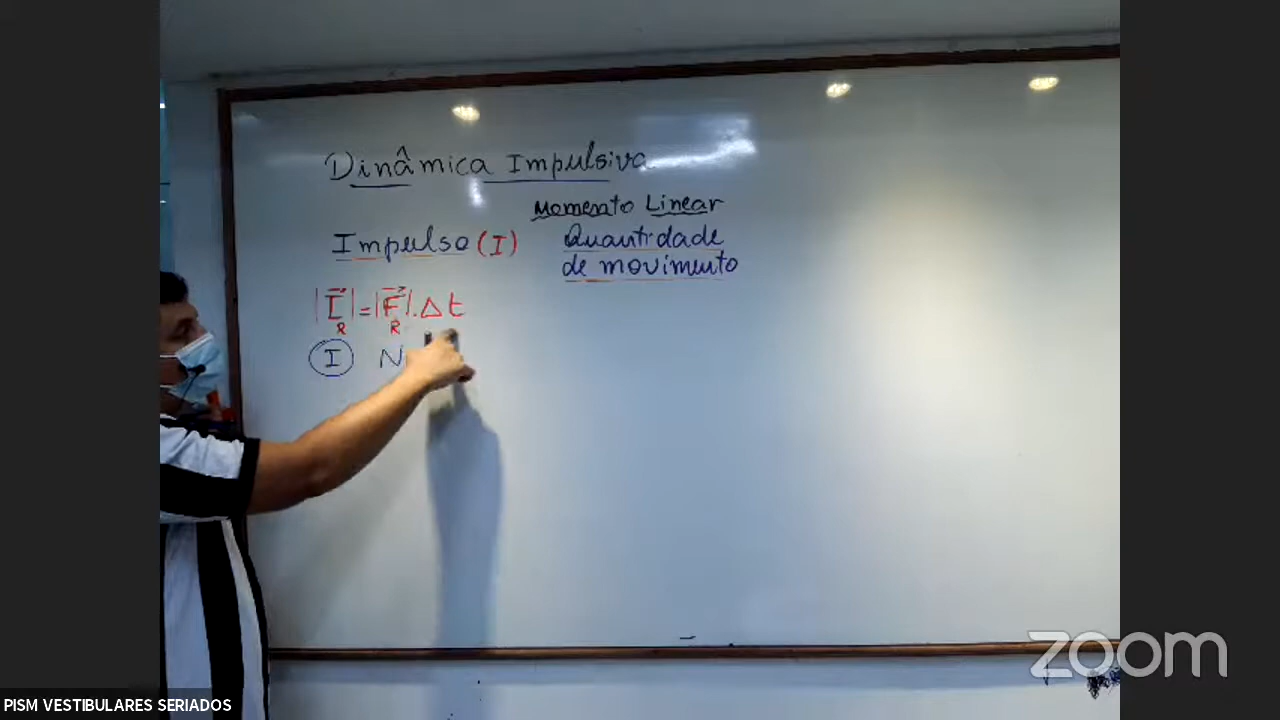 Dinâmica Impulsiva
Momento Linear
Impulso (I)
Quantidade
de movimento
|I⃗R| = |F⃗R|.Δt
I N
zoom
PISM VESTIBULARES SERIADOS